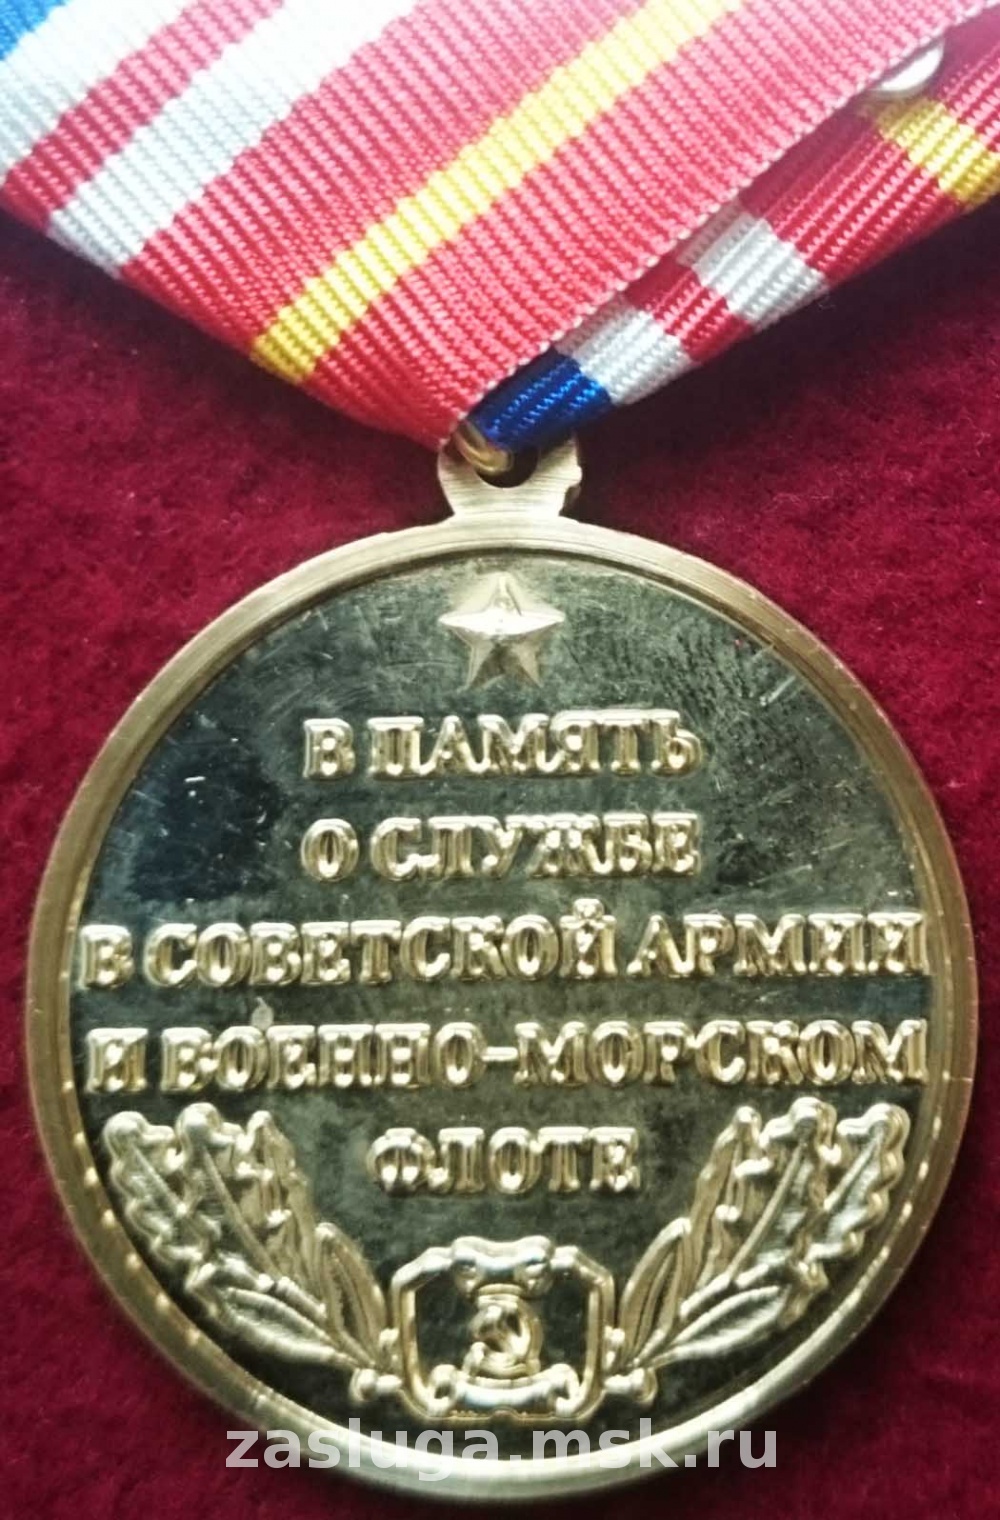 В ПАМЯТЬ
О СЛУЖБЕ
В СОВЕТСКОЙ АРМИИ
И ВОЕННО-МОРСКОМ
ФЛОТЕ
zasluga.msk.ru